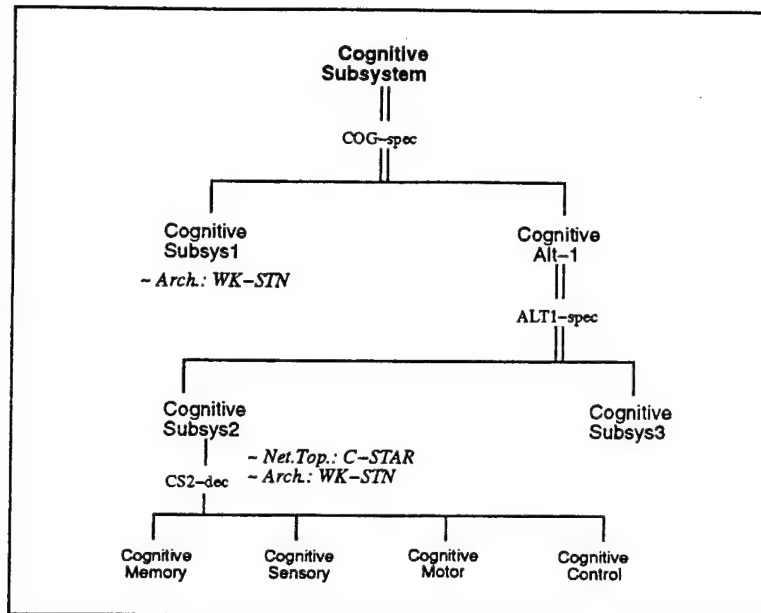 Cognitive
Subsystem
COG-spec
Cognitive
Subsys1
~ Arch.: WK-STN
Cognitive
Alt-1
ALT1-spec
Cognitive
Subsys2
Cognitive
Subsys3
~ Net.Top.: C-STAR
~ Arch.: WK-STN
CS2-dec
Cognitive
Memory
Cognitive
Sensory
Cognitive
Motor
Cognitive
Control